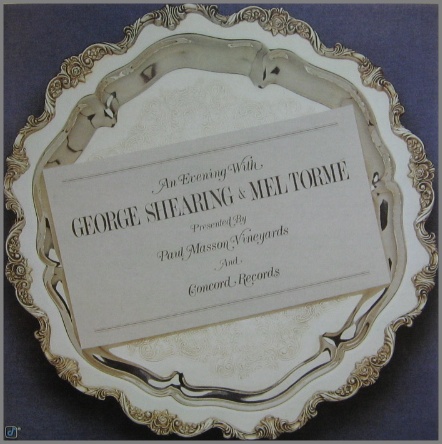 An Evening With
GEORGE SHEARING & MEL TORME
Presented By
Paul Masson Vineyards
And
Concord Records